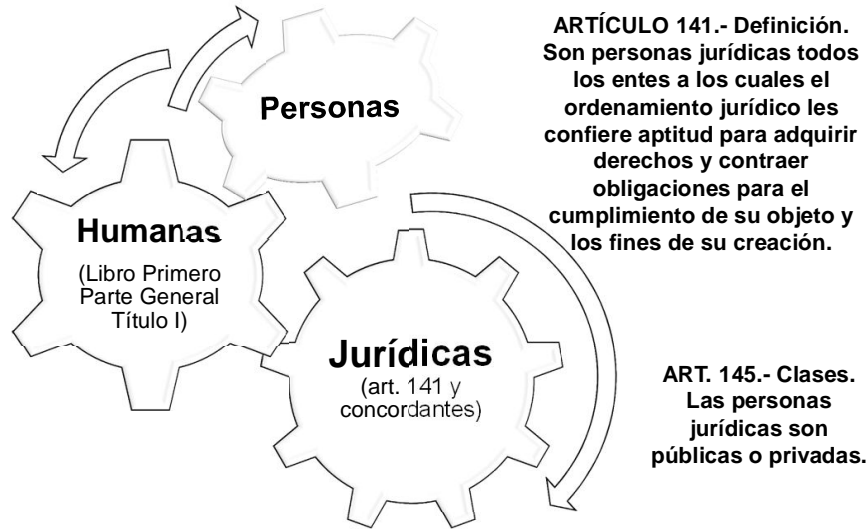 Personas
Humanas
(Libro Primero
Parte General
Título I)
Jurídicas
(art. 141 y
concordantes)
ARTÍCULO 141.- Definición.
Son personas jurídicas todos
los entes a los cuales el
ordenamiento jurídico les
confiere aptitud para adquirir
derechos y contraer
obligaciones para el
cumplimiento de su objeto y
los fines de su creación.
ART. 145.- Clases.
Las personas
jurídicas son
públicas o privadas.